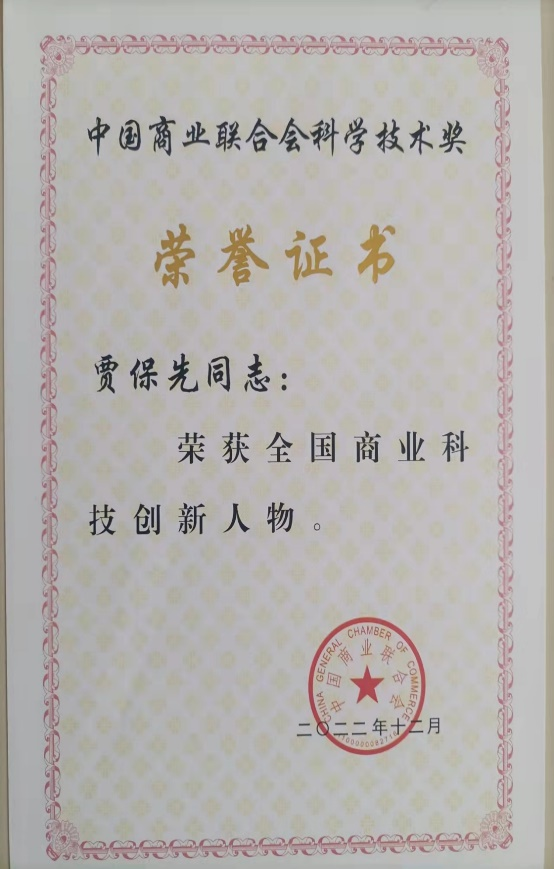 中国商业联合会科学技术奖
荣誉证书
贾保先同志：
荣获全国商业科
技创新人物。
CHINA GENERAL CHAMBER OF COMMERCE
中国商业联合会
二〇二二年十二月